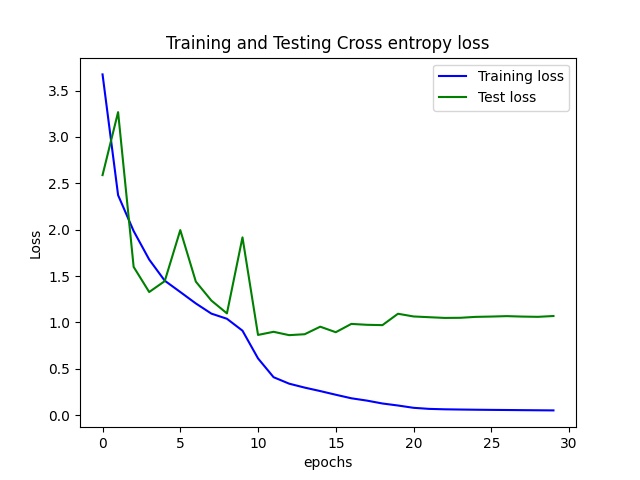 Training and Testing Cross entropy loss
Training loss
Test loss
3.5
3.0
2.5
2.0
1.5
1.0
0.5
0.0
Loss
0 5 10 15 20 25 30
epochs